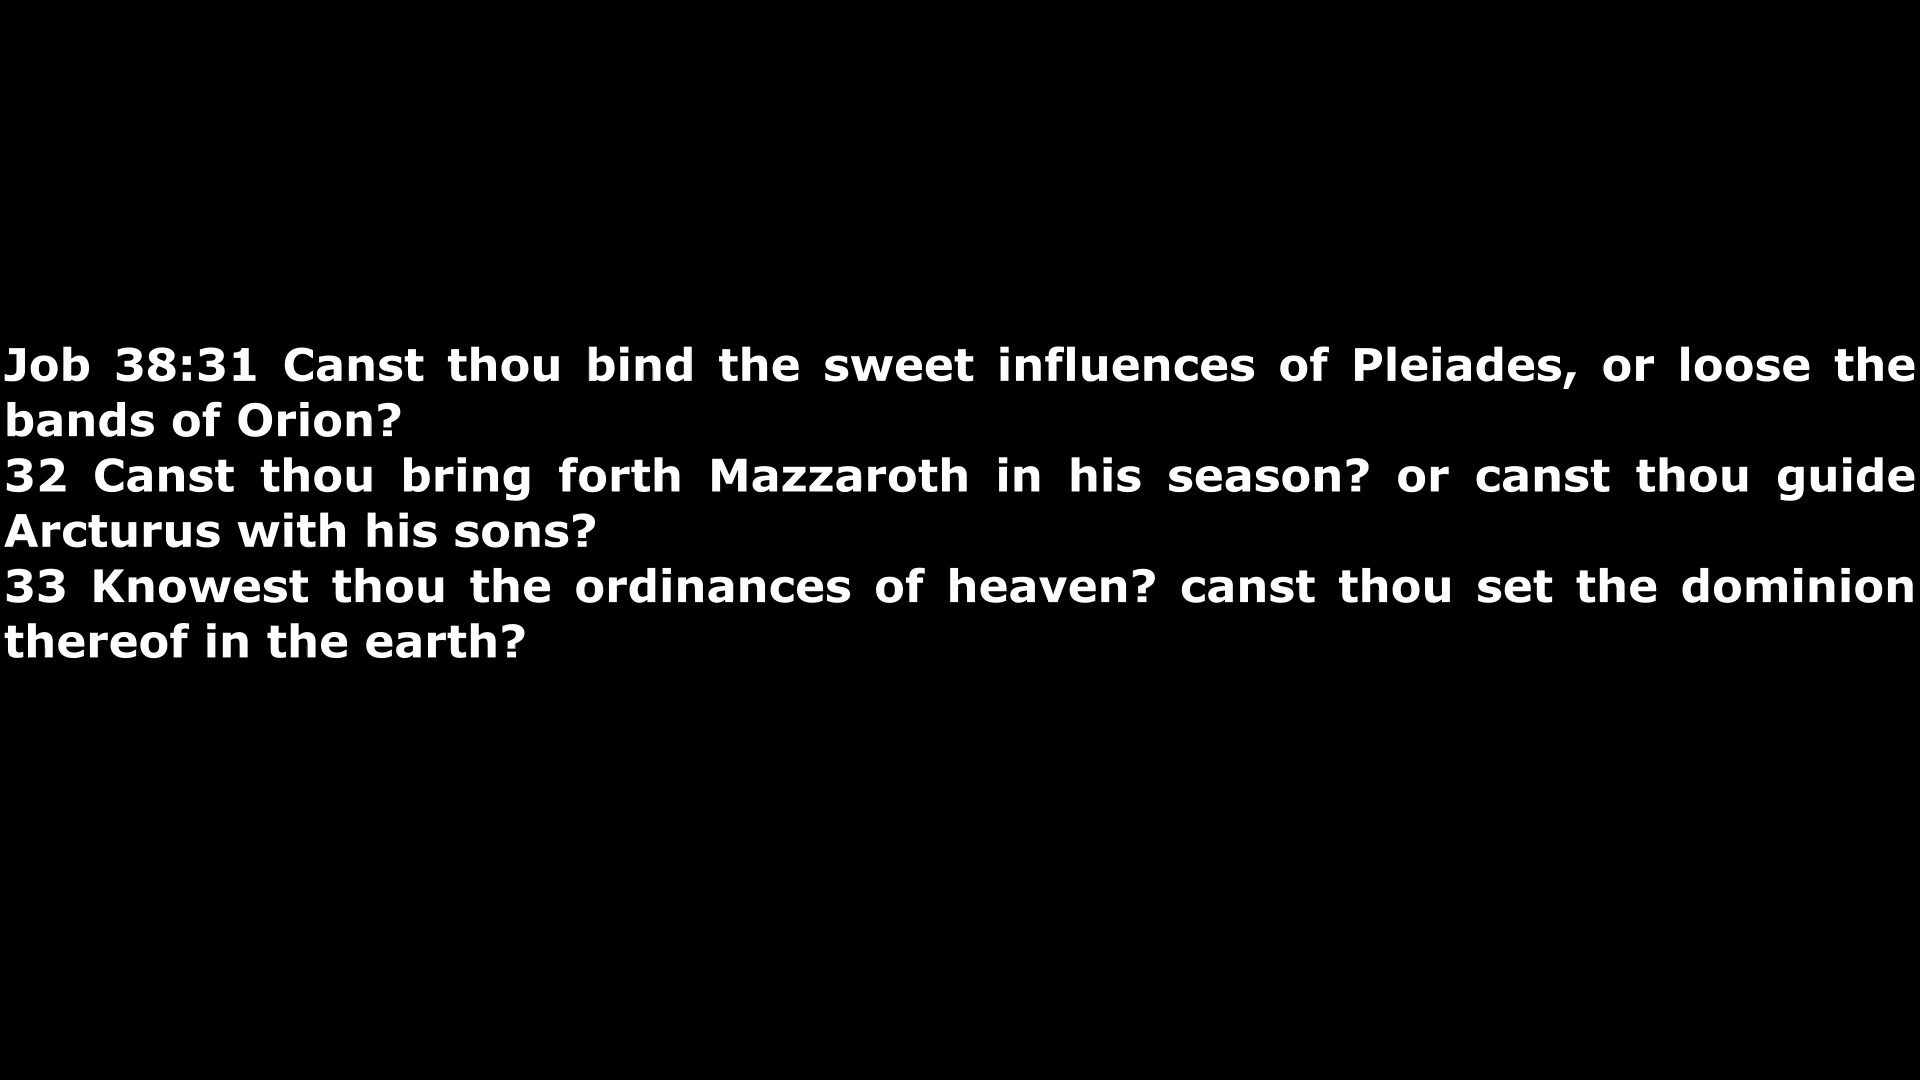 Job 38:31 Canst thou bind the sweet influences of Pleiades, or loose the
bands of Orion?
32 Canst thou bring forth Mazzaroth in his season? or canst thou guide
Arcturus with his sons?
33 Knowest thou the ordinances of heaven? canst thou set the dominion
thereof in the earth?